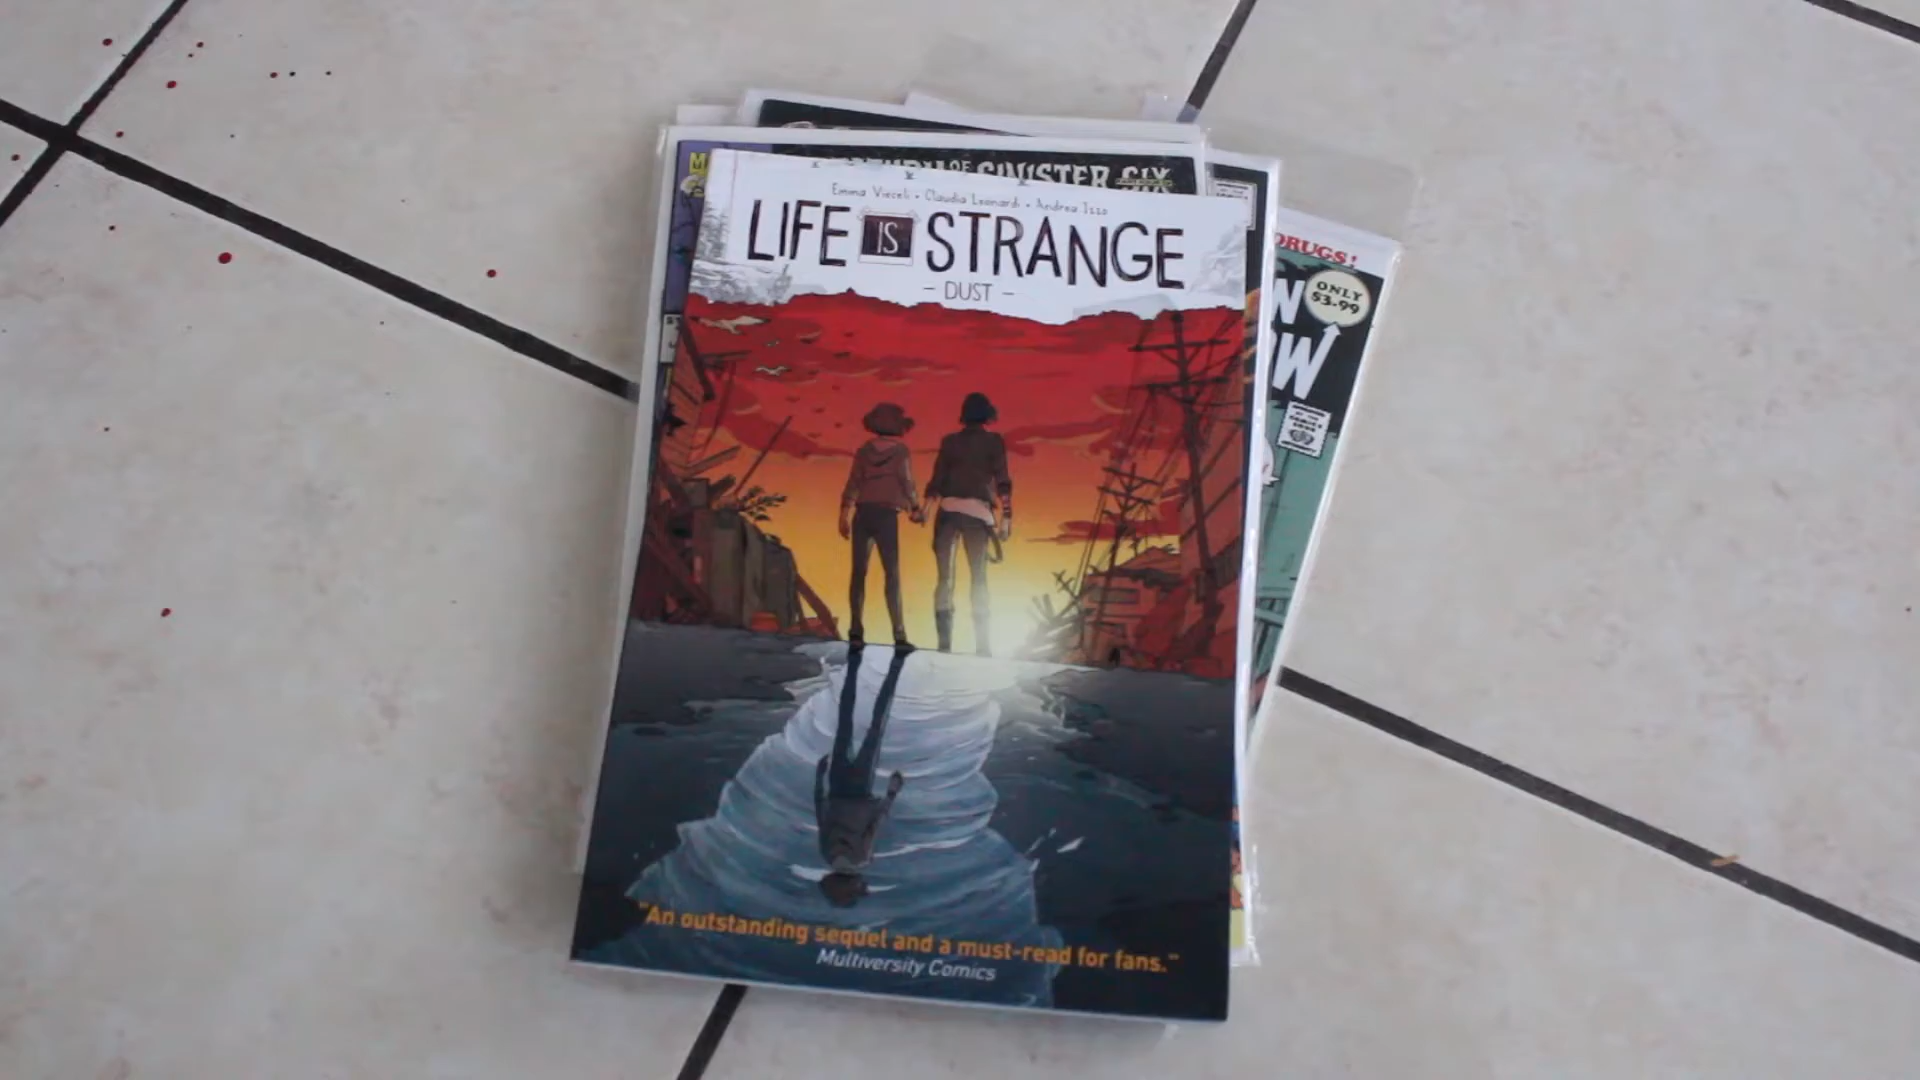 OF SINISTER SIX
Emma Vieceli • Claudia Leonardi • Andrea Izzo
LIFE IS STRANGE
- DUST -
DRUGS!
ONLY
$3.99
"An outstanding sequel and a must-read for fans."
Multiversity Comics